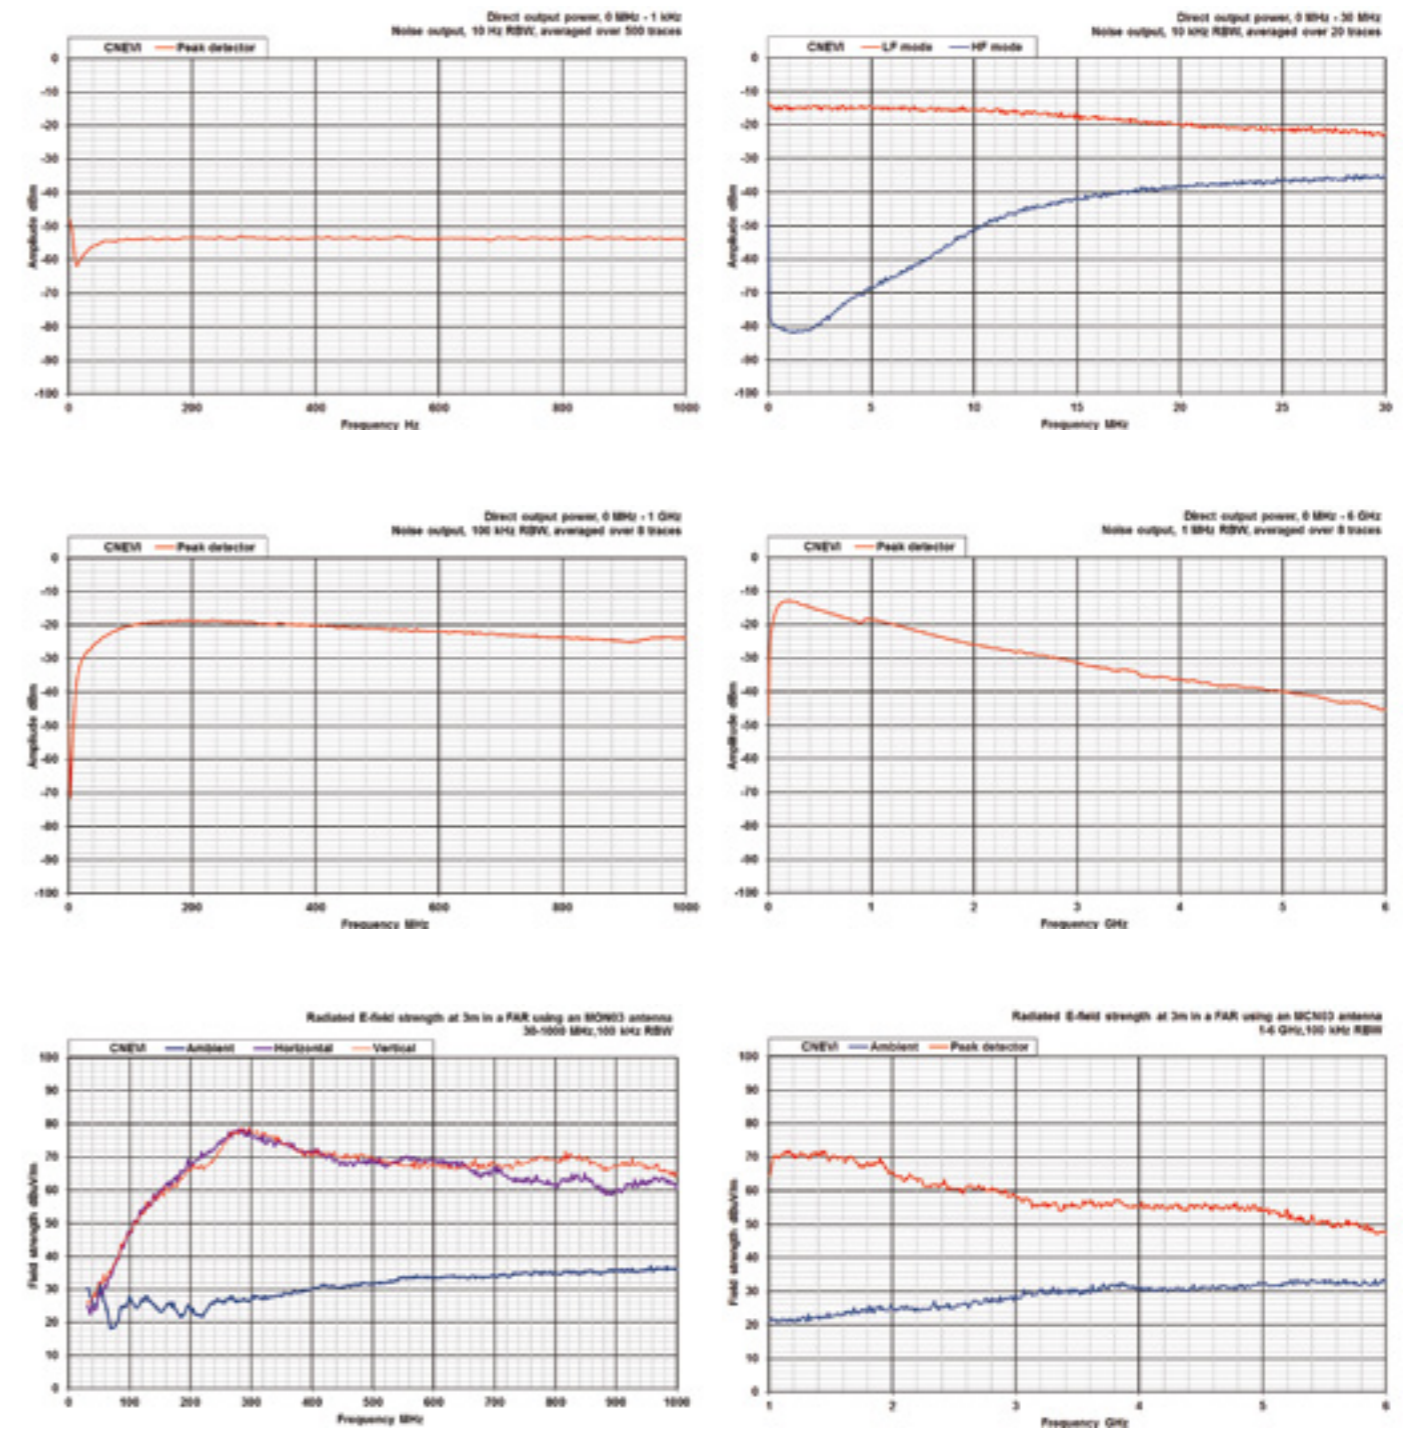 Direct output power, 0 MHz - 1 kHz
Noise output, 10 Hz RBW, averaged over 500 traces
CNEVI Peak detector
0
-10
-20
-30
-40
-50
-60
-70
-80
-90
-100
Amplitude dBm
0 200 400 600 800 1000
Frequency Hz
Direct output power, 0 MHz - 30 MHz
Noise output, 10 kHz RBW, averaged over 20 traces
CNEVI LF mode HF mode
0
-10
-20
-30
-40
-50
-60
-70
-80
-90
-100
Amplitude dBm
0 5 10 15 20 25 30
Frequency MHz
Direct output power, 0 MHz - 1 GHz
Noise output, 100 kHz RBW, averaged over 8 traces
CNEVI Peak detector
0
-10
-20
-30
-40
-50
-60
-70
-80
-90
-100
Amplitude dBm
0 200 400 600 800 1000
Frequency MHz
Direct output power, 0 MHz - 6 GHz
Noise output, 1 MHz RBW, averaged over 8 traces
CNEVI Peak detector
0
-10
-20
-30
-40
-50
-60
-70
-80
-90
-100
Amplitude dBm
0 1 2 3 4 5 6
Frequency GHz
Radiated E-field strength at 3m in a FAR using an MON03 antenna
30-1000 MHz,100 kHz RBW
CNEVI Ambient Horizontal Vertical
100
90
80
70
60
50
40
30
20
10
0
Field strength dBuV/m
0 100 200 300 400 500 600 700 800 900 1000
Frequency MHz
Radiated E-field strength at 3m in a FAR using an MCN03 antenna
1-6 GHz,100 kHz RBW
CNEVI Ambient Peak detector
100
90
80
70
60
50
40
30
20
10
0
Field strength dBuV/m
1 2 3 4 5 6
Frequency GHz